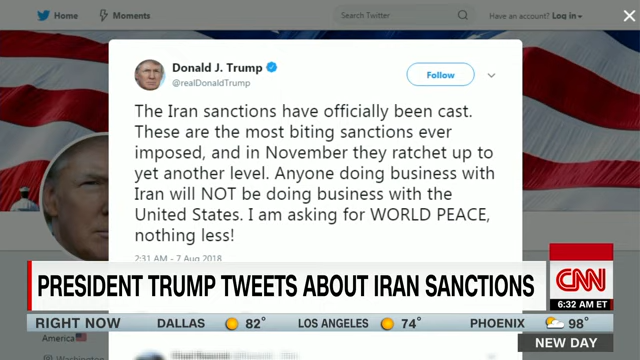 Home
Moments
Search Twitter
Have an account? Log in
X
Donald J. Trump
@realDonaldTrump
Follow
The Iran sanctions have officially been cast.
These are the most biting sanctions ever
imposed, and in November they ratchet up to
yet another level. Anyone doing business with
Iran will NOT be doing business with the
United States. I am asking for WORLD PEACE,
nothing less!
2:31 AM - 7 Aug 2018
PRESIDENT TRUMP TWEETS ABOUT IRAN SANCTIONS
CNN
6:32 AM ET
RIGHT NOW DALLAS 82° LOS ANGELES 74° PHOENIX 98°
NEW DAY
America
Washington